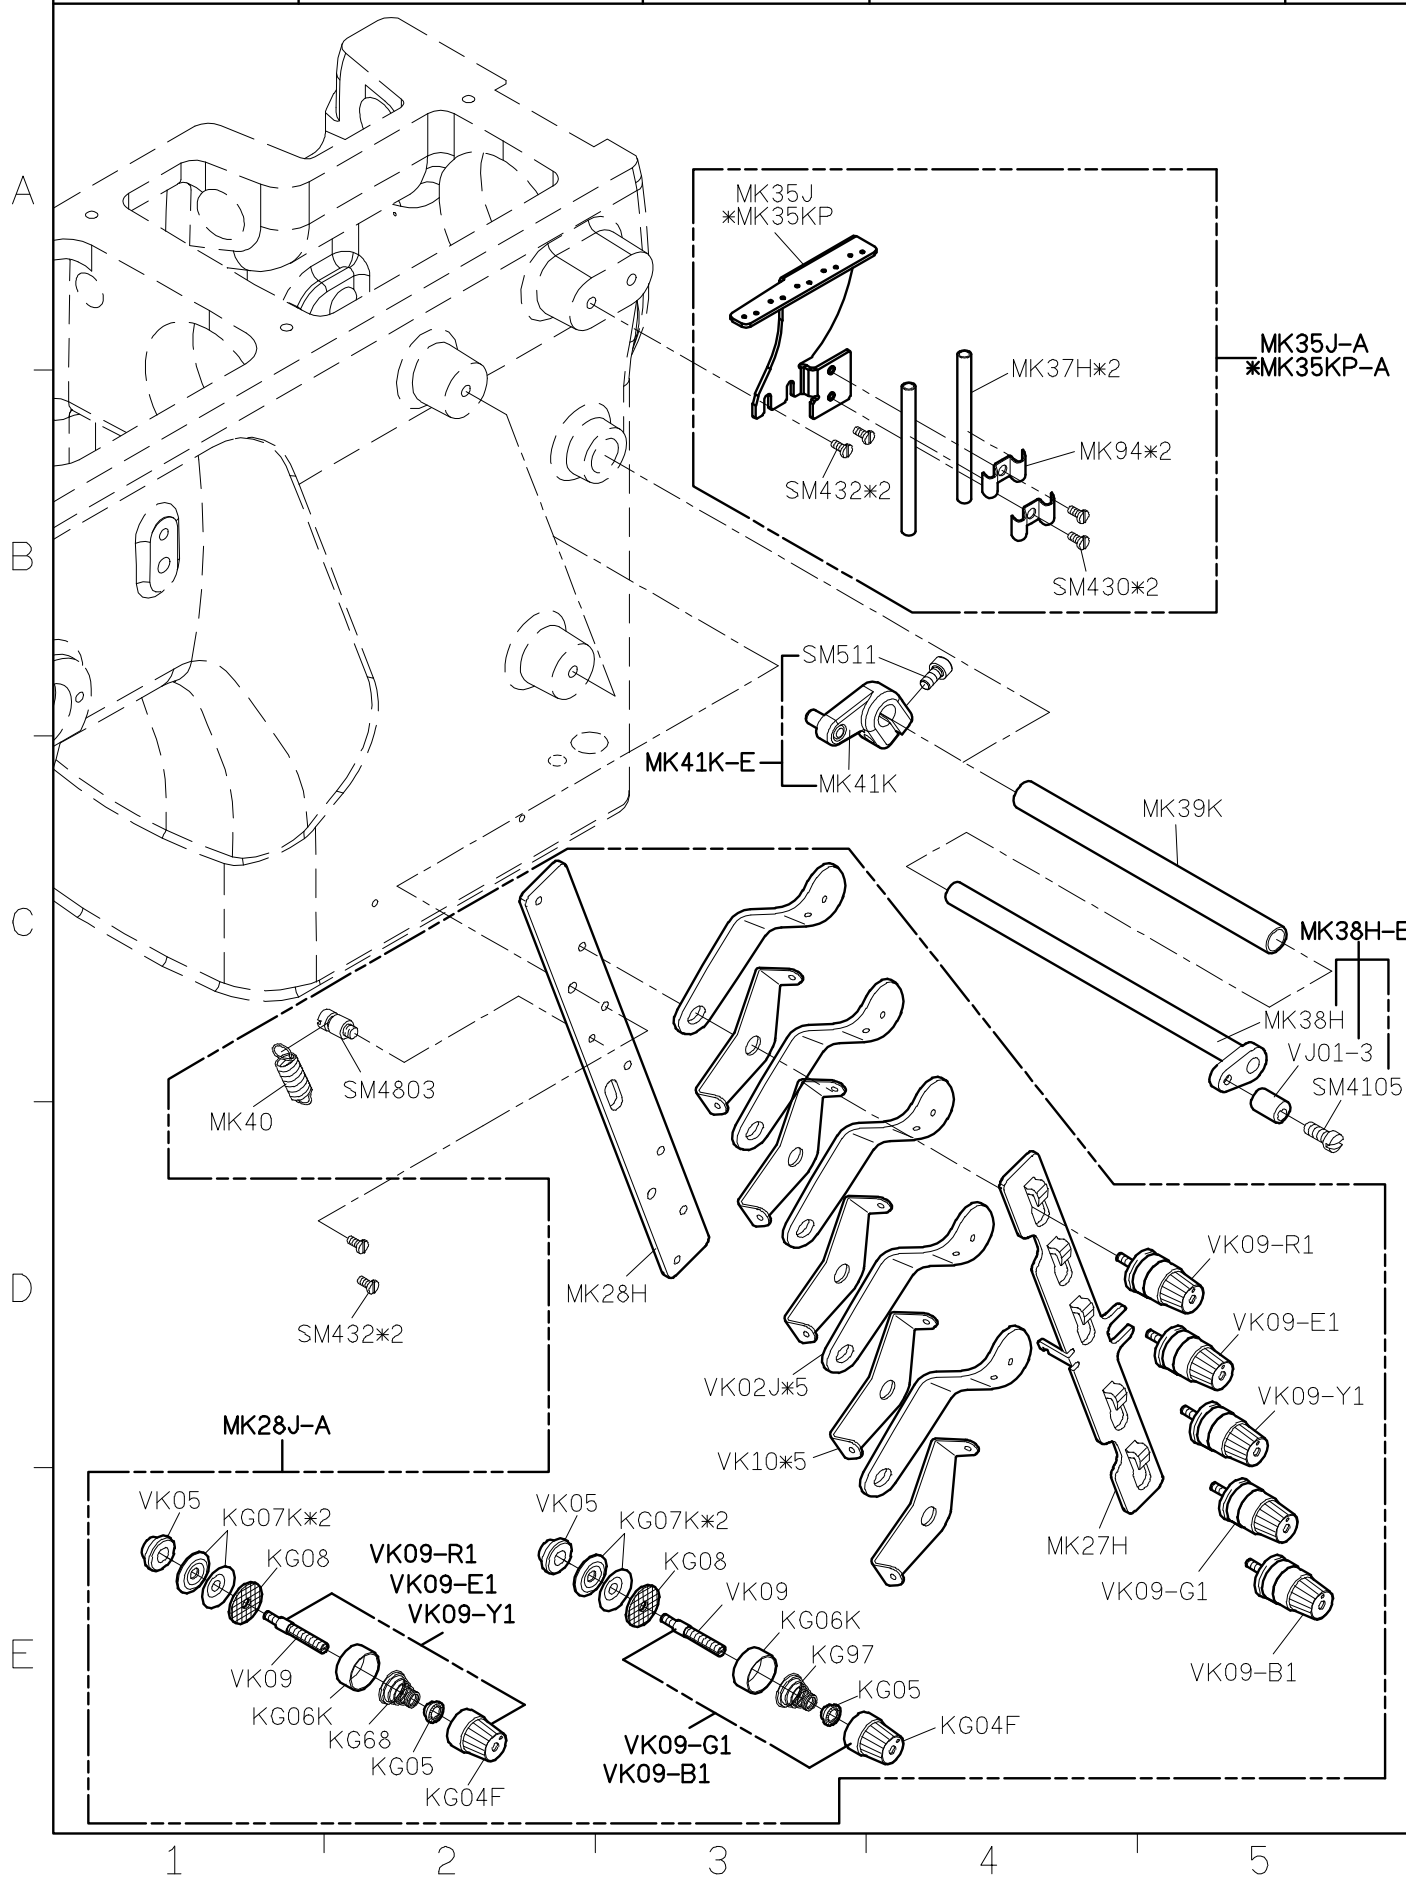 A
B
C
D
E
MK35J
*MK35KP
MK35J-A
*MK35KP-A
MK37H*2
MK94*2
SM432*2
SM430*2
SM511
MK41K-E
MK41K
MK39K
MK38H-E
MK38H
VJ01-3
SM4105
SM4803
MK40
MK28H
SM432*2
VK09-R1
VK09-E1
VK09-Y1
VK02J*5
VK10*5
MK27H
VK09-G1
VK09-B1
MK28J-A
VK05
KG07K*2
KG08
VK09-R1
VK09-E1
VK09-Y1
VK09
KG06K
KG68
KG05
KG04F
VK05
KG07K*2
KG08
VK09
KG06K
KG97
KG05
KG04F
VK09-G1
VK09-B1
1
2
3
4
5